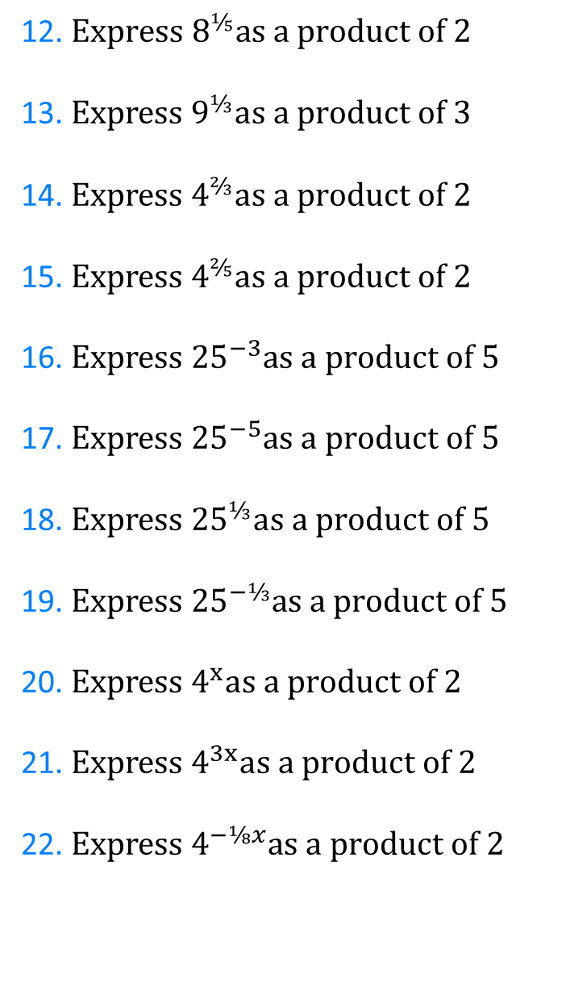 12. Express 8^⅕ as a product of 2
13. Express 9^⅓ as a product of 3
14. Express 4^⅔ as a product of 2
15. Express 4^⅖ as a product of 2
16. Express 25⁻³ as a product of 5
17. Express 25⁻⁵ as a product of 5
18. Express 25^⅓ as a product of 5
19. Express 25^−⅓ as a product of 5
20. Express 4ˣ as a product of 2
21. Express 4³ˣ as a product of 2
22. Express 4^−⅛x as a product of 2